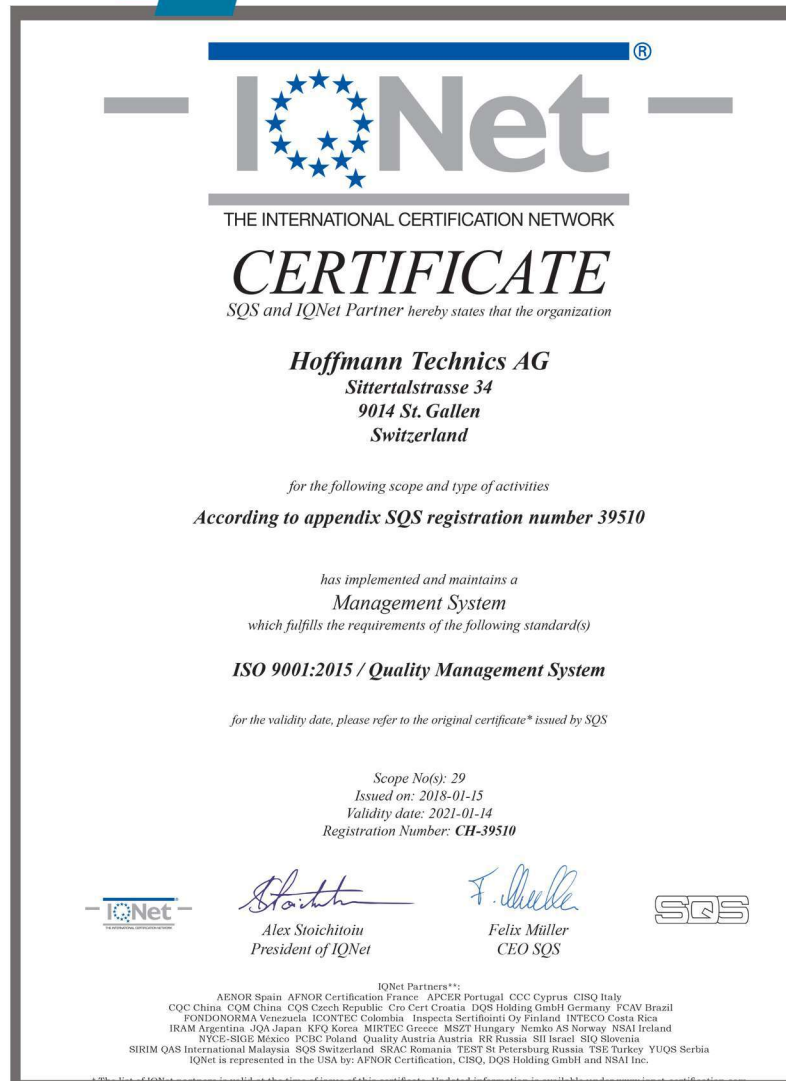 IQNet®
THE INTERNATIONAL CERTIFICATION NETWORK
CERTIFICATE
SQS and IQNet Partner hereby states that the organization
Hoffmann Technics AG
Sittertalstrasse 34
9014 St. Gallen
Switzerland
for the following scope and type of activities
According to appendix SQS registration number 39510
has implemented and maintains a
Management System
which fulfills the requirements of the following standard(s)
ISO 9001:2015 / Quality Management System
for the validity date, please refer to the original certificate* issued by SQS
Scope No(s): 29
Issued on: 2018-01-15
Validity date: 2021-01-14
Registration Number: CH-39510
IQNet
SQS
Alex Stoichitoiu
President of IQNet
Felix Müller
CEO SQS
IQNet Partners**:
AENOR Spain AFNOR Certification France APCER Portugal CCC Cyprus CISQ Italy
CQC China CQM China CQS Czech Republic Cro Cert Croatia DQS Holding GmbH Germany FCAV Brazil
FONDONORMA Venezuela ICONTEC Colombia Inspecta Sertifiointi Oy Finland INTECO Costa Rica
IRAM Argentina JQA Japan KFQ Korea MIRTEC Greece MSZT Hungary Nemko AS Norway NSAI Ireland
NYCE-SIGE México PCBC Poland Quality Austria Austria RR Russia SII Israel SIQ Slovenia
SIRIM QAS International Malaysia SQS Switzerland SRAC Romania TEST St Petersburg Russia TSE Turkey YUQS Serbia
IQNet is represented in the USA by: AFNOR Certification, CISQ, DQS Holding GmbH and NSAI Inc.